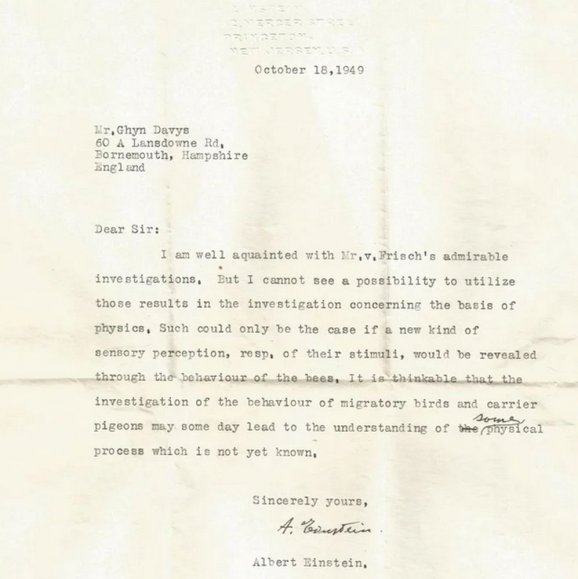 MERCER STREET
PRINCETON,
NEW JERSEY, U.S.A.
October 18,1949
Mr.Ghyn Davys
60 A Lansdowne Rd.
Bornemouth, Hampshire
England
Dear Sir:
I am well aquainted with Mr.v.Frisch's admirable
investigations. But I cannot see a possibility to utilize
those results in the investigation concerning the basis of
physics. Such could only be the case if a new kind of
sensory perception, resp. of their stimuli, would be revealed
through the behaviour of the bees. It is thinkable that the
investigation of the behaviour of migratory birds and carrier
some
pigeons may some day lead to the understanding of the physical
process which is not yet known.
Sincerely yours,
A. Einstein.
Albert Einstein.